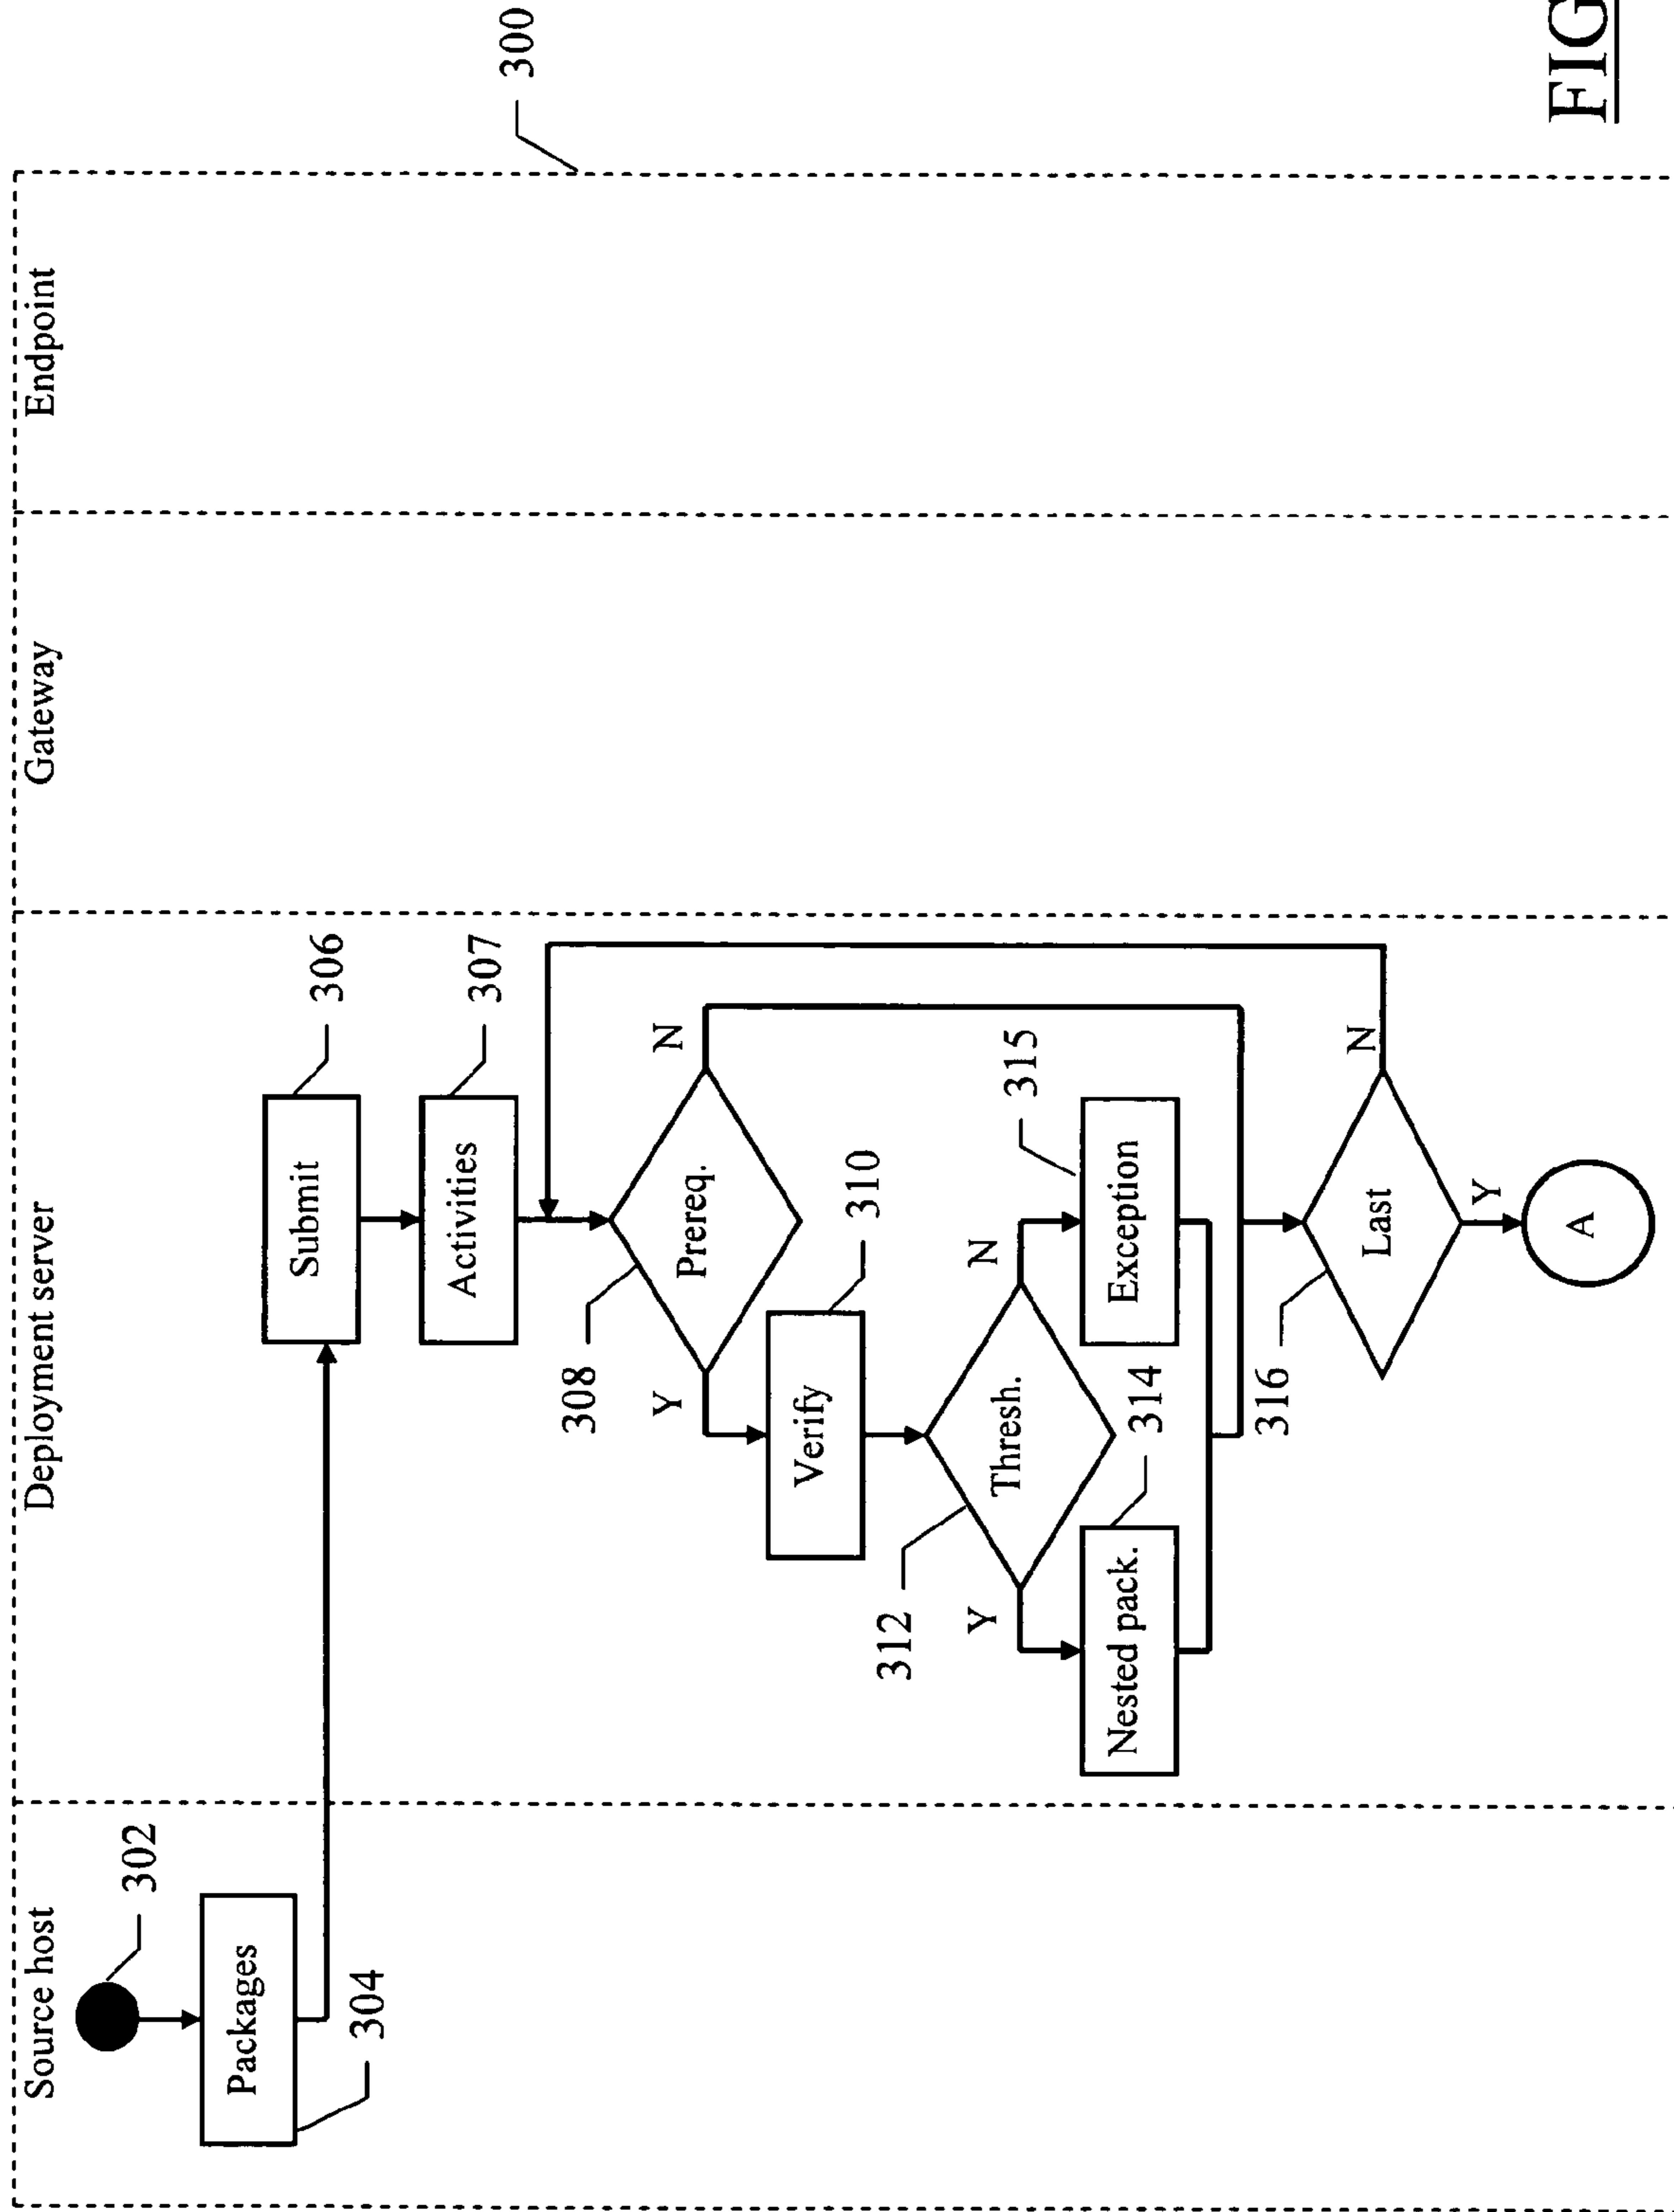 Source host
Deployment server
Gateway
Endpoint
302
Packages
304
Submit
306
Activities
307
300
308
Prereq.
Y
N
Verify
310
312
Thresh.
Y
N
Nested pack.
314
Exception
315
316
Last
N
Y
A
FIG